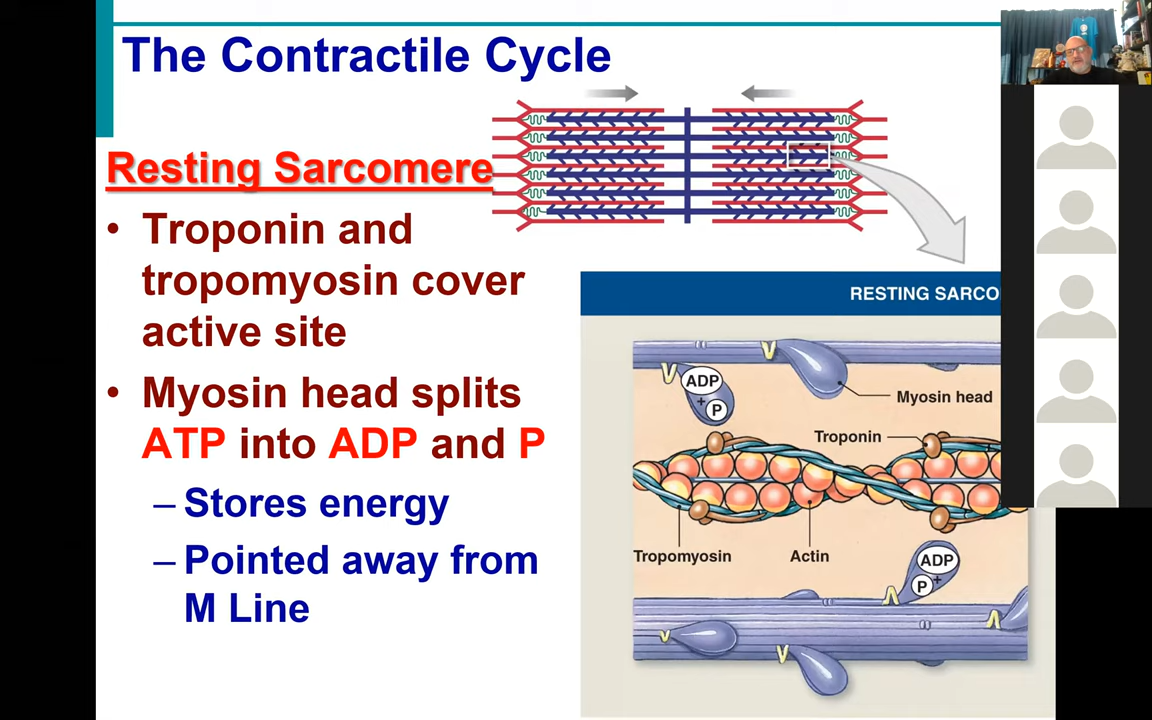 The Contractile Cycle
Resting Sarcomere
• Troponin and
tropomyosin cover
active site
• Myosin head splits
ATP into ADP and P
– Stores energy
– Pointed away from
M Line
RESTING SARCO
ADP
+
P
Myosin head
Troponin
Tropomyosin
Actin
ADP
+
P